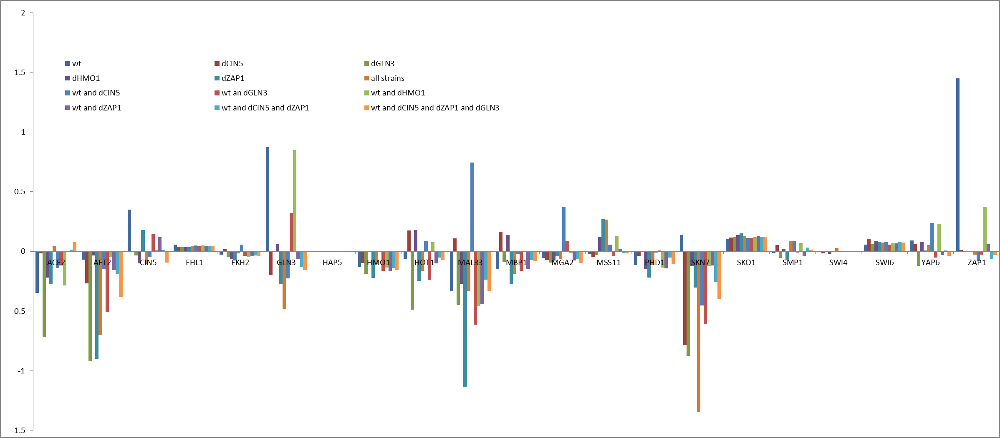 2
wt dCIN5 dGLN3
1.5
dHMO1 dZAP1 all strains
wt and dCIN5 wt an dGLN3 wt and dHMO1
wt and dZAP1 wt and dCIN5 and dZAP1 wt and dCIN5 and dZAP1 and dGLN3
1
0.5
0
ACE2 AFT2 CIN5 FHL1 FKH2 GLN3 HAP5 HMO1 HOT1 MAL33 MBP1 MGA2 MSS11 PHD1 SKN7 SKO1 SMP1 SWI4 SWI6 YAP6 ZAP1
-0.5
-1
-1.5